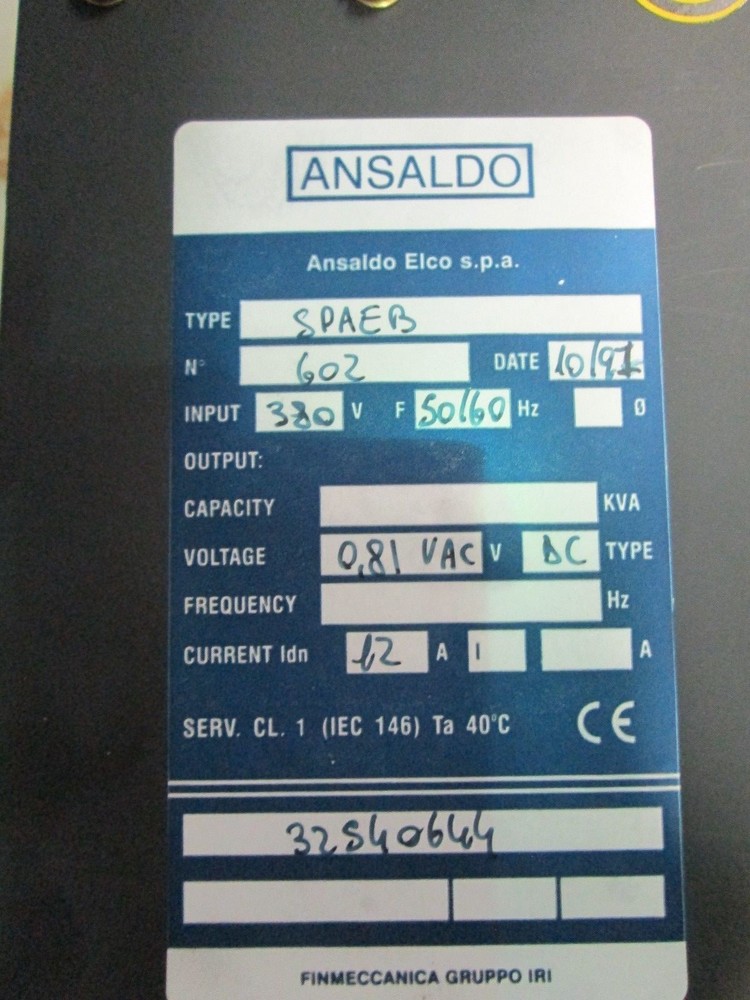 ANSALDO
Ansaldo Elco s.p.a.
TYPE SPAEB
N° 602 DATE 10/97
INPUT 380 V F 50/60 Hz Ø
OUTPUT:
CAPACITY KVA
VOLTAGE 0,81 VAC V DC TYPE
FREQUENCY Hz
CURRENT Idn 12 A I A
SERV. CL. 1 (IEC 146) Ta 40°C CE
32540644
FINMECCANICA GRUPPO IRI